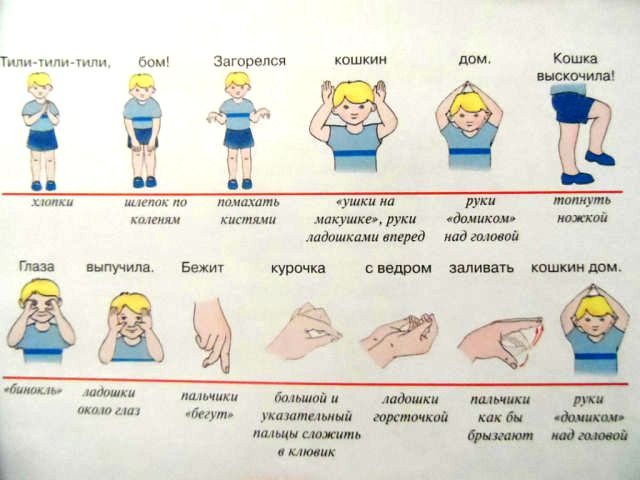 Тили-тили-тили, бом! Загорелся кошкин дом. Кошка выскочила!
хлопки
шлепок по коленям
помахать кистями
«ушки на макушке», руки ладошками вперед
руки «домиком» над головой
топнуть ножкой
Глаза выпучила. Бежит курочка с ведром заливать кошкин дом.
«бинокль»
ладошки около глаз
пальчики «бегут»
большой и указательный пальцы сложить в клювик
ладошки горсточкой
пальчики как бы брызгают
руки «домиком» над головой